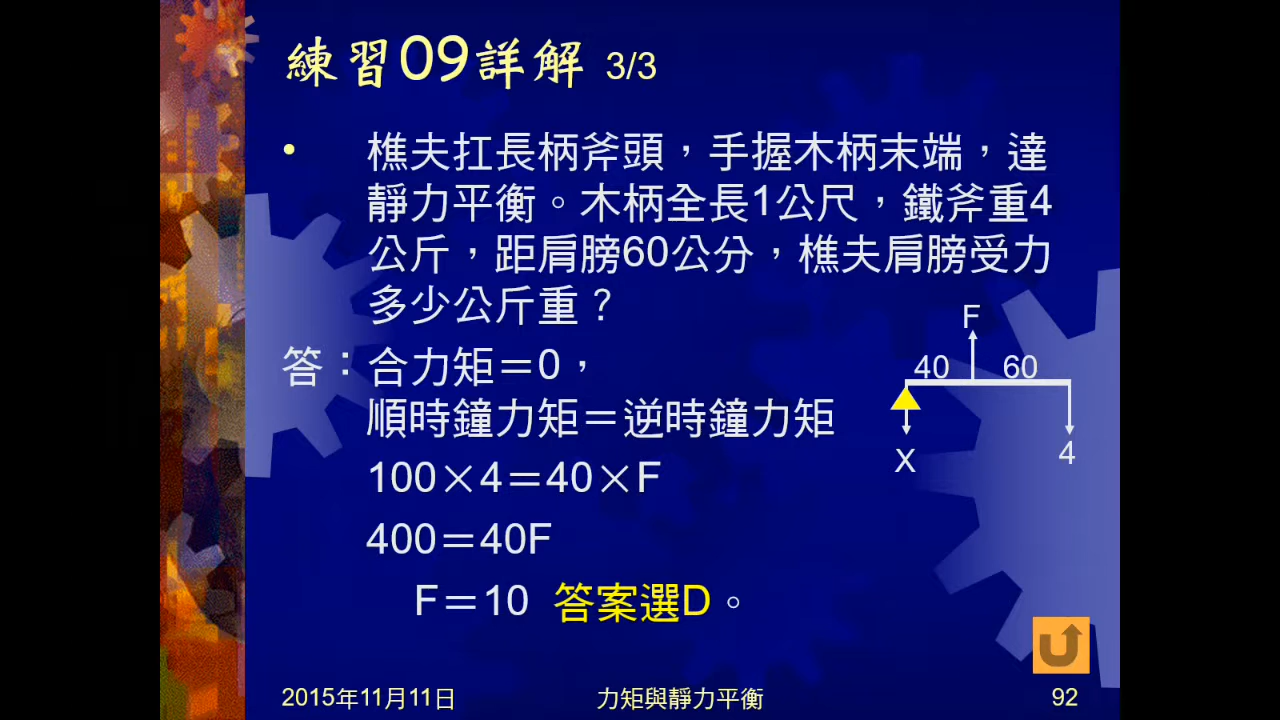 練習09詳解 3/3
• 樵夫扛長柄斧頭，手握木柄末端，達
靜力平衡。木柄全長1公尺，鐵斧重4
公斤，距肩膀60公分，樵夫肩膀受力
多少公斤重？
F
答：合力矩＝0，
40 60
順時鐘力矩＝逆時鐘力矩
X 4
100×4＝40×F
400＝40F
F＝10 答案選D。
2015年11月11日 力矩與靜力平衡 92